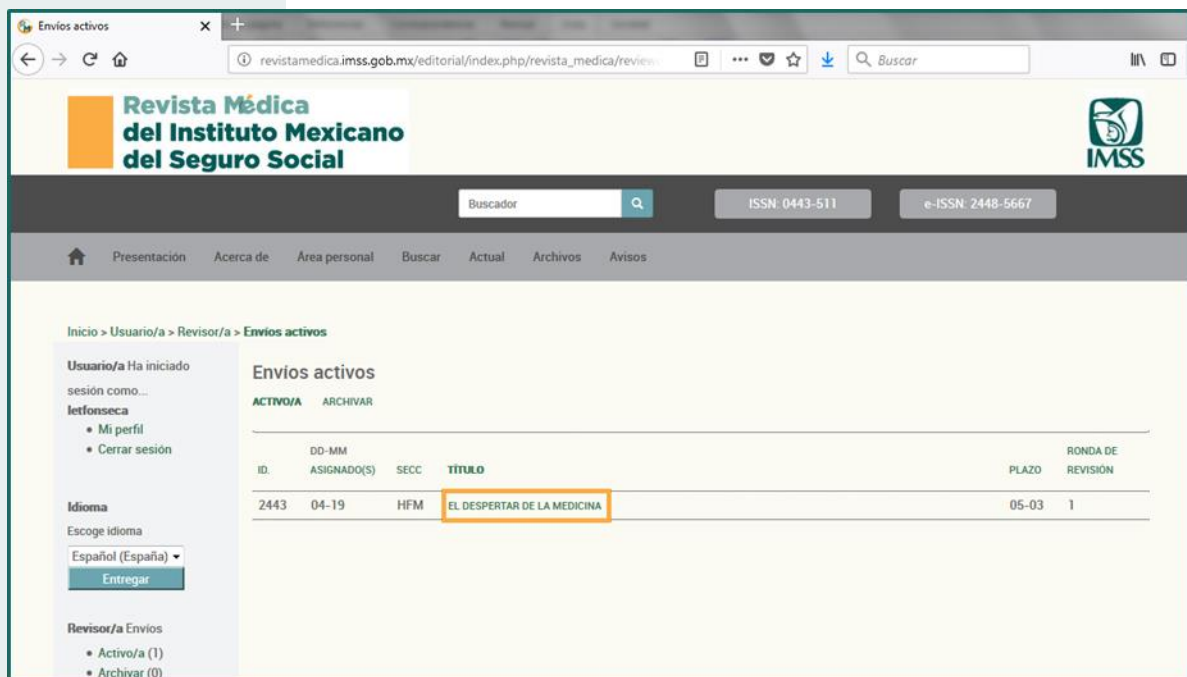 Envíos activos
revistamedica.imss.gob.mx/editorial/index.php/revista_medica/review
Buscar
Revista Médica
del Instituto Mexicano
del Seguro Social
IMSS
Buscador
ISSN: 0443-511
e-ISSN: 2448-5667
Presentación Acerca de Área personal Buscar Actual Archivos Avisos
Inicio > Usuario/a > Revisor/a > Envíos activos
Usuario/a Ha iniciado
sesión como...
letfonseca
• Mi perfil
• Cerrar sesión
Idioma
Escoge idioma
Español (España)
Entregar
Revisor/a Envíos
• Activo/a (1)
• Archivar (0)
Envíos activos
ACTIVO/A ARCHIVAR
DD-MM RONDA DE
ID. ASIGNADO(S) SECC TÍTULO PLAZO REVISIÓN
2443 04-19 HFM EL DESPERTAR DE LA MEDICINA 05-03 1